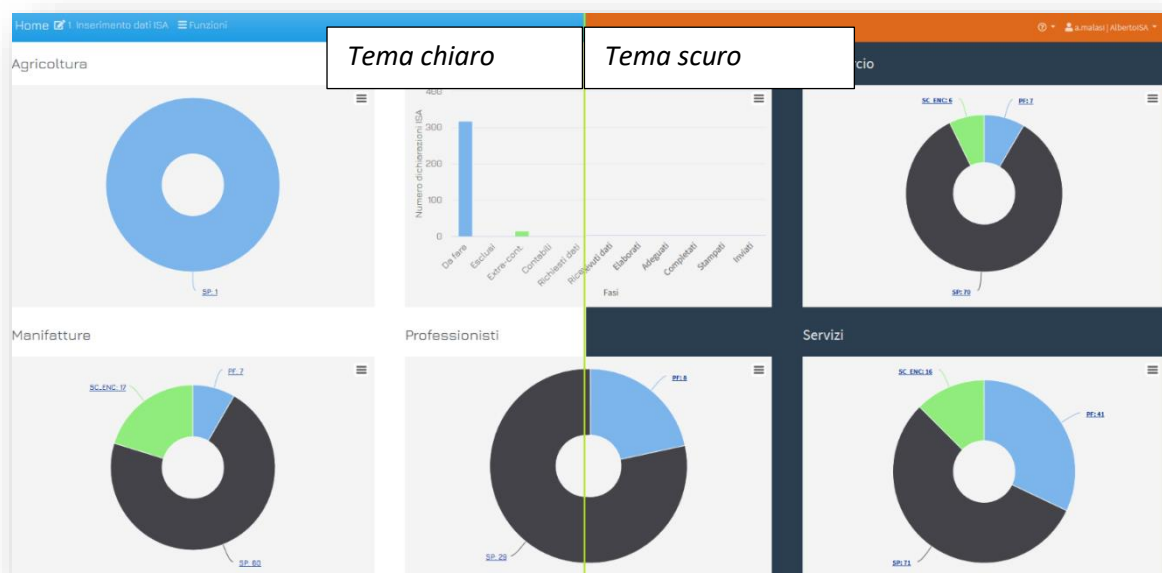 Home 1 Inserimento dati ISA Funzioni
a.malasi | AlbertoISA
Tema chiaro
Tema scuro
Agricoltura
cio
SP: 1
400
300
200
100
0
Numero dichiarazioni ISA
Da fare
Esclusi
Extra-cont.
Contabili
Richiesti dati
Ricevuti dati
Elaborati
Adeguati
Completati
Stampati
Inviati
Fasi
SC_ENC: 6
PF: 7
SP: 70
Manifatture
Professionisti
Servizi
SC_ENC: 17
PF: 7
SP: 60
PF: 8
SP: 29
SC_ENC: 16
PF: 41
SP: 71